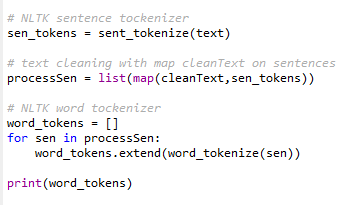 # NLTK sentence tockenizer
sen_tokens = sent_tokenize(text)
# text cleaning with map cleanText on sentences
processSen = list(map(cleanText,sen_tokens))
# NLTK word tockenizer
word_tokens = []
for sen in processSen:
    word_tokens.extend(word_tokenize(sen))
print(word_tokens)